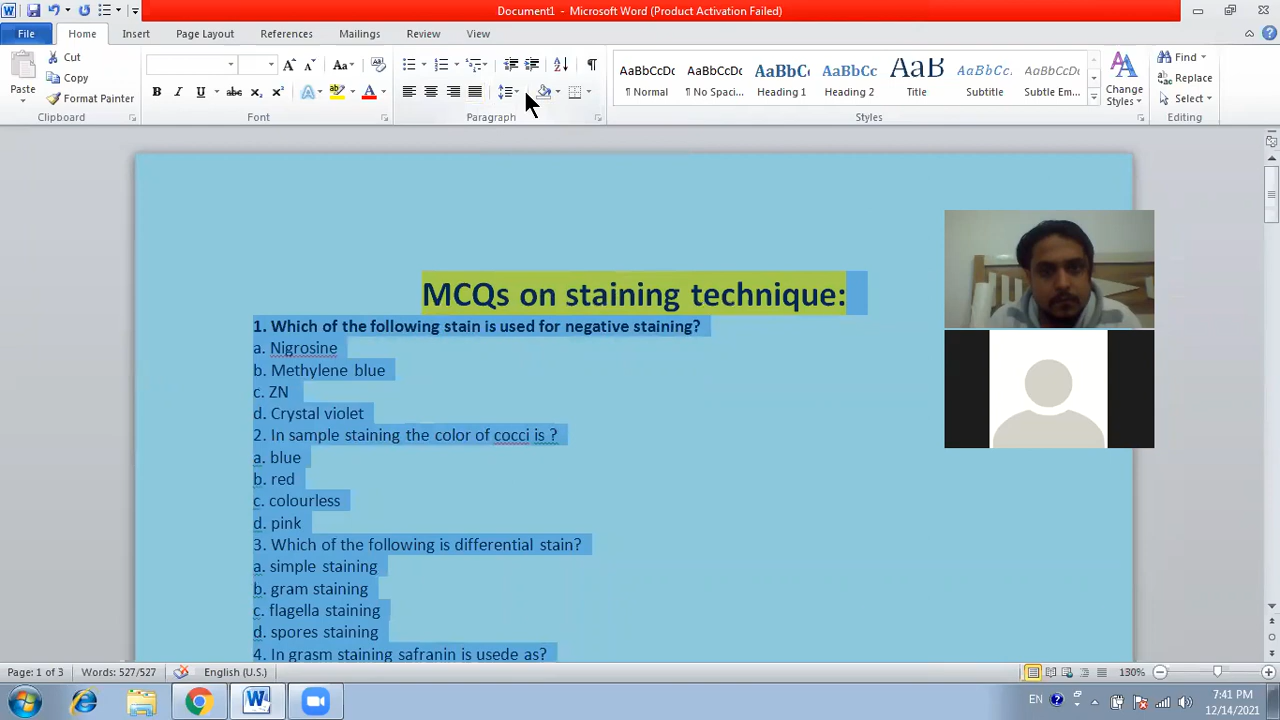 Document1 - Microsoft Word (Product Activation Failed)
File Home Insert Page Layout References Mailings Review View
Paste
Cut
Copy
Format Painter
Clipboard
Font
Paragraph
AaBbCcDc AaBbCcDc AaBbC AaBbCc AaB AaBbCc. AaBbCcDc
¶ Normal ¶ No Spaci... Heading 1 Heading 2 Title Subtitle Subtle Em...
Styles
Change Styles
Find
Replace
Select
Editing
MCQs on staining technique:
1. Which of the following stain is used for negative staining?
a. Nigrosine
b. Methylene blue
c. ZN
d. Crystal violet
2. In sample staining the color of cocci is ?
a. blue
b. red
c. colourless
d. pink
3. Which of the following is differential stain?
a. simple staining
b. gram staining
c. flagella staining
d. spores staining
4. In grasm staining safranin is usede as?
Page: 1 of 3 Words: 527/527 English (U.S.) 130%
EN 7:41 PM
12/14/2021